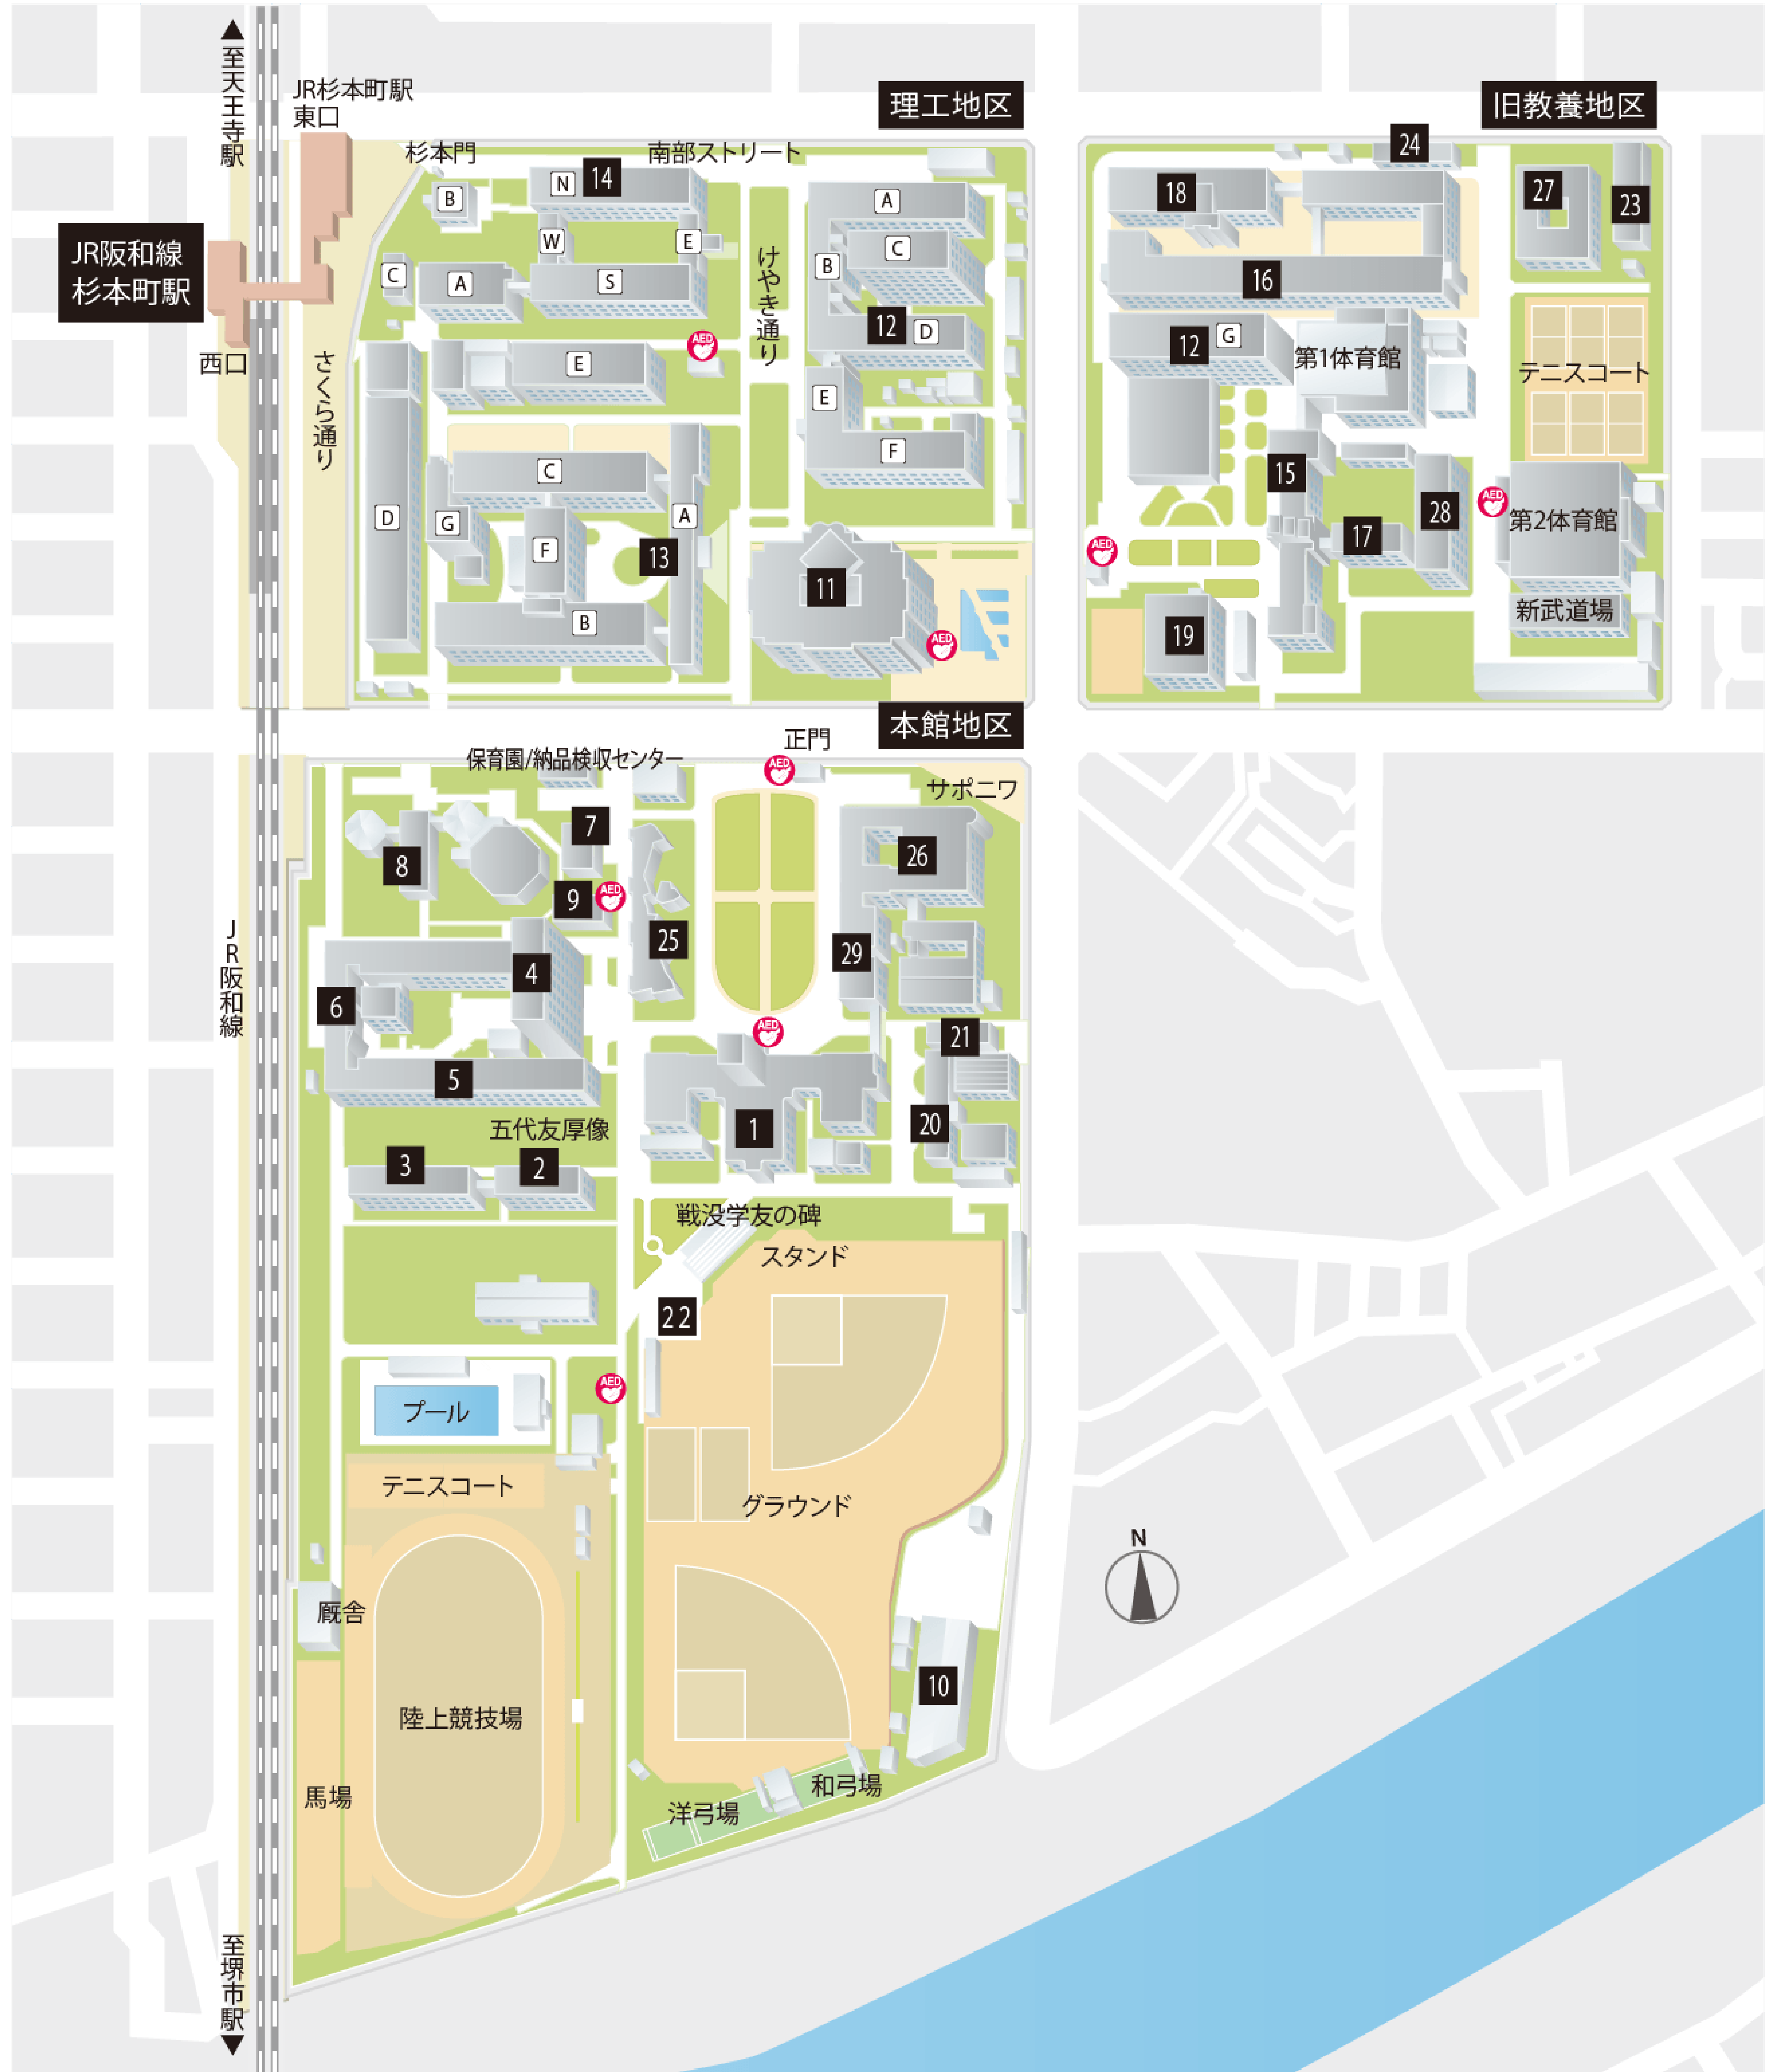 ▲至天王寺駅
JR杉本町駅
東口
JR阪和線
杉本町駅
西口
さくら通り
理工地区
杉本門
南部ストリート
B
N
14
W
E
C
A
S
けやき通り
A
C
B
12
D
AED
E
E
F
D
C
G
A
F
13
B
11
AED
旧教養地区
24
18
27
23
16
12
G
第1体育館
テニスコート
15
28
AED
第2体育館
17
AED
19
新武道場
本館地区
正門
保育園/納品検収センター
AED
サポニワ
7
8
26
9
AED
25
29
4
6
AED
21
5
1
20
五代友厚像
3
2
戦没学友の碑
スタンド
22
AED
プール
テニスコート
グラウンド
N
厩舎
10
陸上競技場
馬場
和弓場
洋弓場
JR阪和線
至堺市駅▼